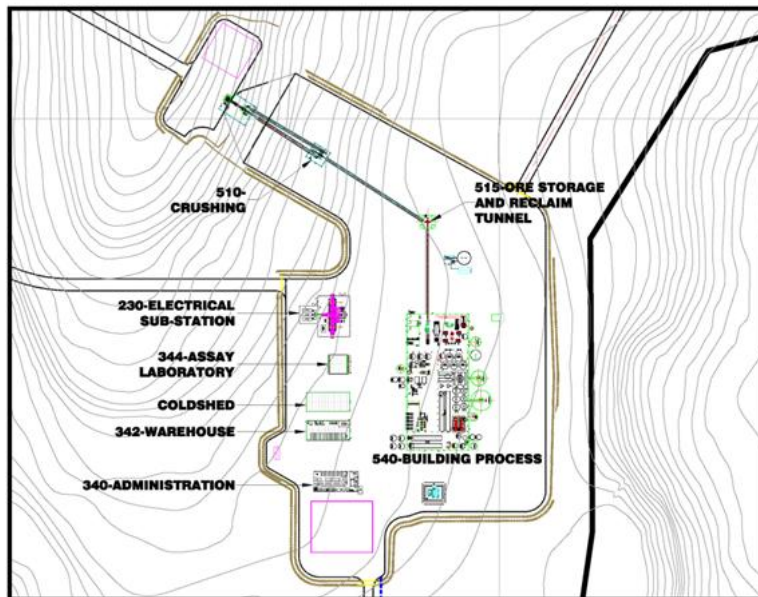 510-
CRUSHING
515-ORE STORAGE
AND RECLAIM
TUNNEL
230-ELECTRICAL
SUB-STATION
344-ASSAY
LABORATORY
COLDSHED
342-WAREHOUSE
540-BUILDING PROCESS
340-ADMINISTRATION